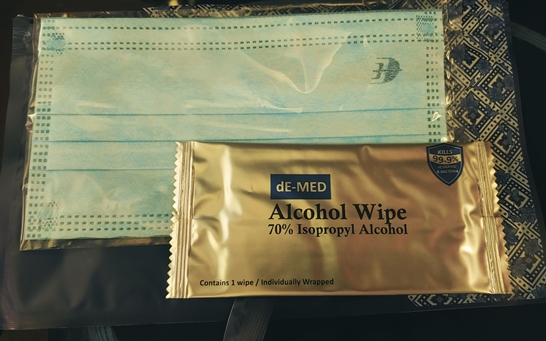 KILLS
99.9%
dE-MED
Alcohol Wipe
70% Isopropyl Alcohol
Contains 1 wipe / Individually Wrapped